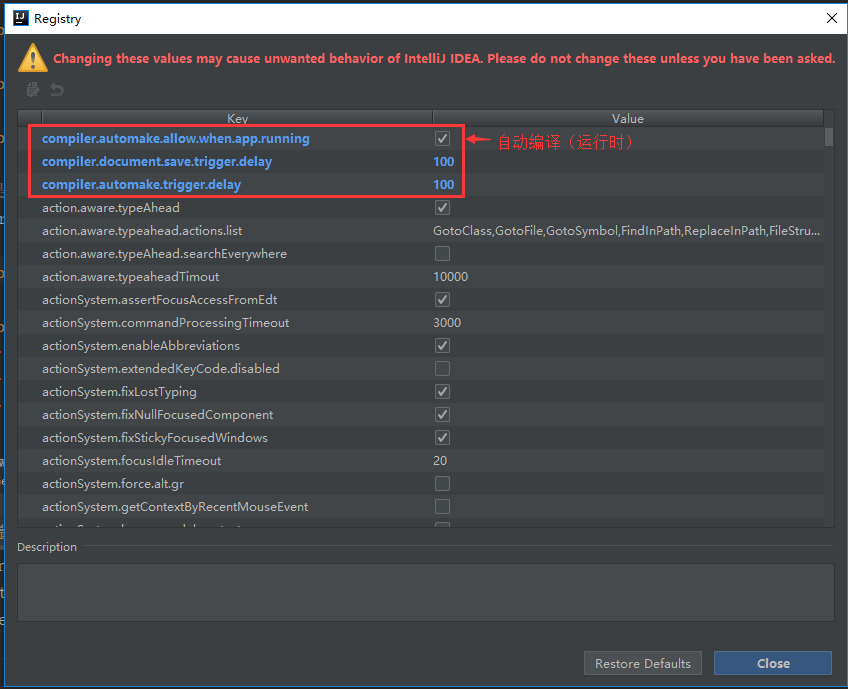 IJ Registry
Changing these values may cause unwanted behavior of IntelliJ IDEA. Please do not change these unless you have been asked.
Key Value
compiler.automake.allow.when.app.running
自动编译（运行时）
compiler.document.save.trigger.delay 100
compiler.automake.trigger.delay 100
action.aware.typeAhead
action.aware.typeahead.actions.list GotoClass,GotoFile,GotoSymbol,FindInPath,ReplaceInPath,FileStru...
action.aware.typeAhead.searchEverywhere
action.aware.typeaheadTimout 10000
actionSystem.assertFocusAccessFromEdt
actionSystem.commandProcessingTimeout 3000
actionSystem.enableAbbreviations
actionSystem.extendedKeyCode.disabled
actionSystem.fixLostTyping
actionSystem.fixNullFocusedComponent
actionSystem.fixStickyFocusedWindows
actionSystem.focusIdleTimeout 20
actionSystem.force.alt.gr
actionSystem.getContextByRecentMouseEvent
Description
Restore Defaults Close